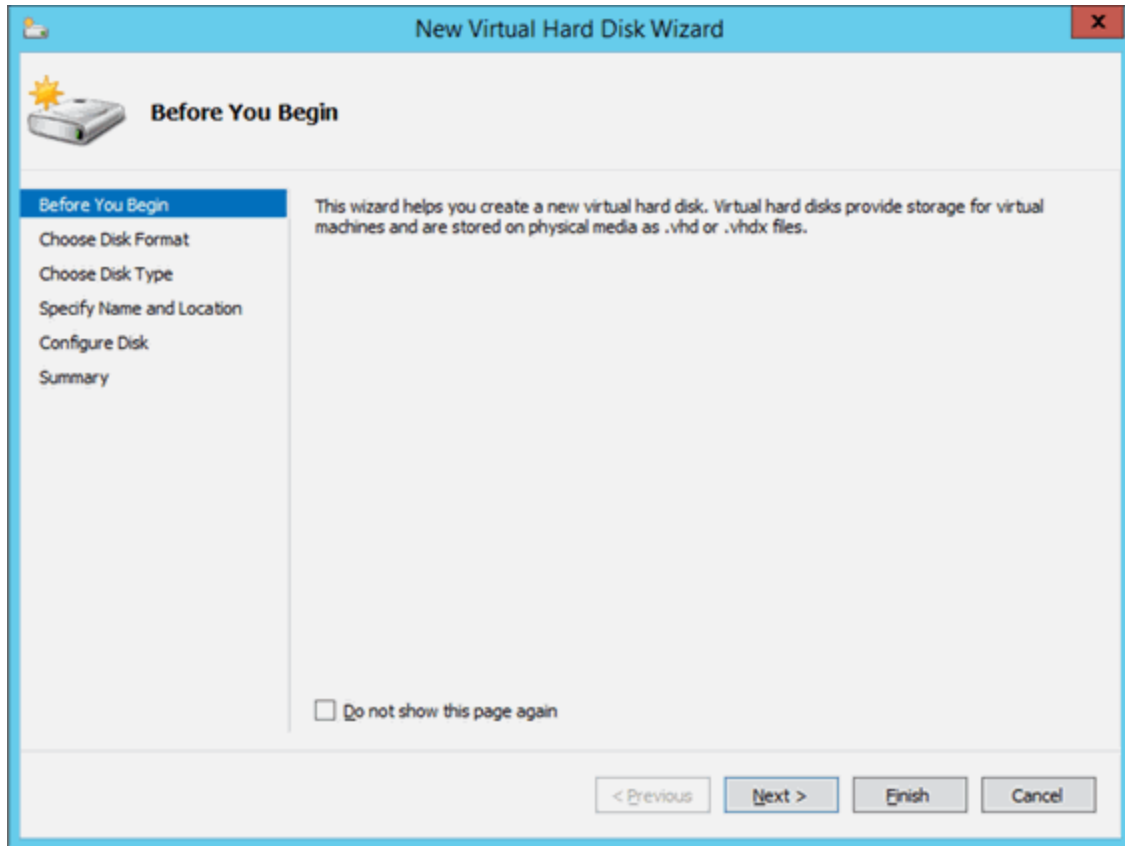 New Virtual Hard Disk Wizard
x
Before You Begin
Before You Begin
Choose Disk Format
Choose Disk Type
Specify Name and Location
Configure Disk
Summary
This wizard helps you create a new virtual hard disk. Virtual hard disks provide storage for virtual
machines and are stored on physical media as .vhd or .vhdx files.
Do not show this page again
< Previous
Next >
Finish
Cancel